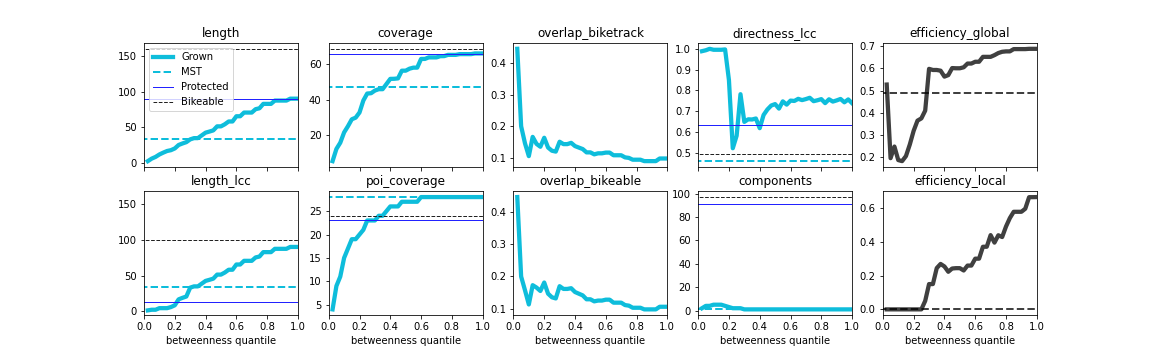 length
coverage
overlap_biketrack
directness_lcc
efficiency_global
150
100
50
0
Grown
MST
Protected
Bikeable
60
40
20
0.4
0.3
0.2
0.1
1.0
0.9
0.8
0.7
0.6
0.5
0.7
0.6
0.5
0.4
0.3
0.2
length_lcc
poi_coverage
overlap_bikeable
components
efficiency_local
150
100
50
0
25
20
15
10
5
0.4
0.3
0.2
0.1
100
80
60
40
20
0
0.6
0.4
0.2
0.0
0.0 0.2 0.4 0.6 0.8 1.0
0.0 0.2 0.4 0.6 0.8 1.0
0.0 0.2 0.4 0.6 0.8 1.0
0.0 0.2 0.4 0.6 0.8 1.0
0.0 0.2 0.4 0.6 0.8 1.0
betweenness quantile
betweenness quantile
betweenness quantile
betweenness quantile
betweenness quantile